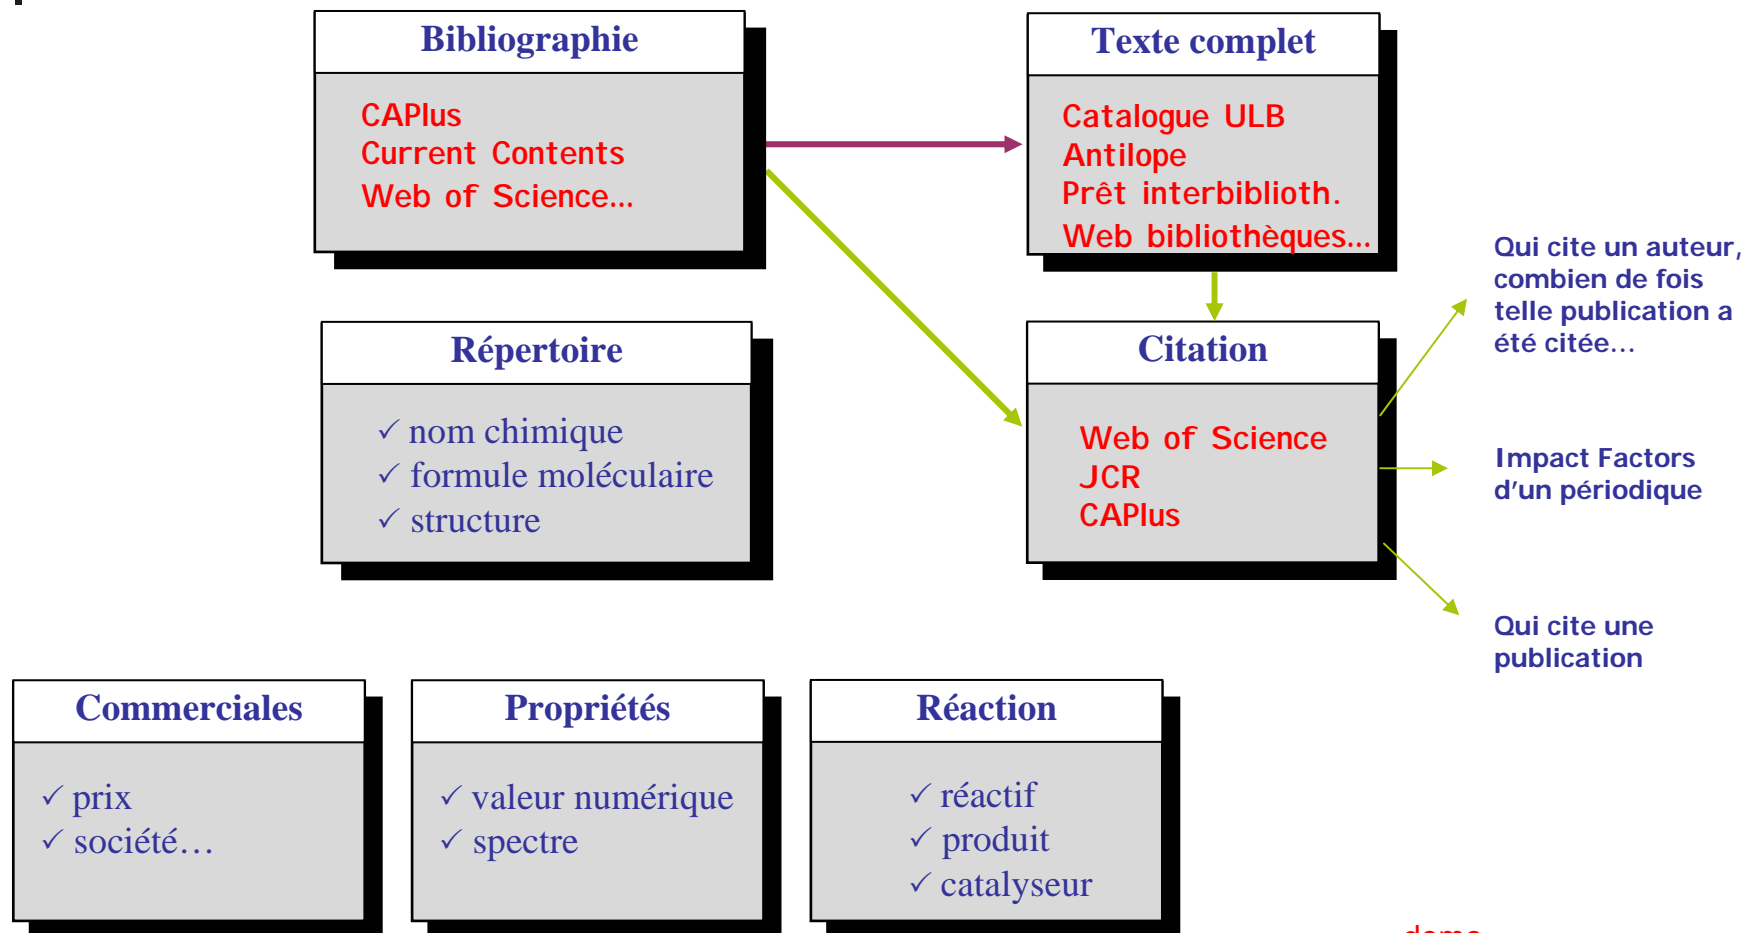 Bibliographie
CAPlus
Current Contents
Web of Science...
Texte complet
Catalogue ULB
Antilope
Prêt interbiblioth.
Web bibliothèques...
Répertoire
✓ nom chimique
✓ formule moléculaire
✓ structure
Citation
Web of Science
JCR
CAPlus
Qui cite un auteur,
combien de fois
telle publication a
été citée...
Impact Factors
d’un périodique
Qui cite une
publication
Commerciales
✓ prix
✓ société…
Propriétés
✓ valeur numérique
✓ spectre
Réaction
✓ réactif
✓ produit
✓ catalyseur